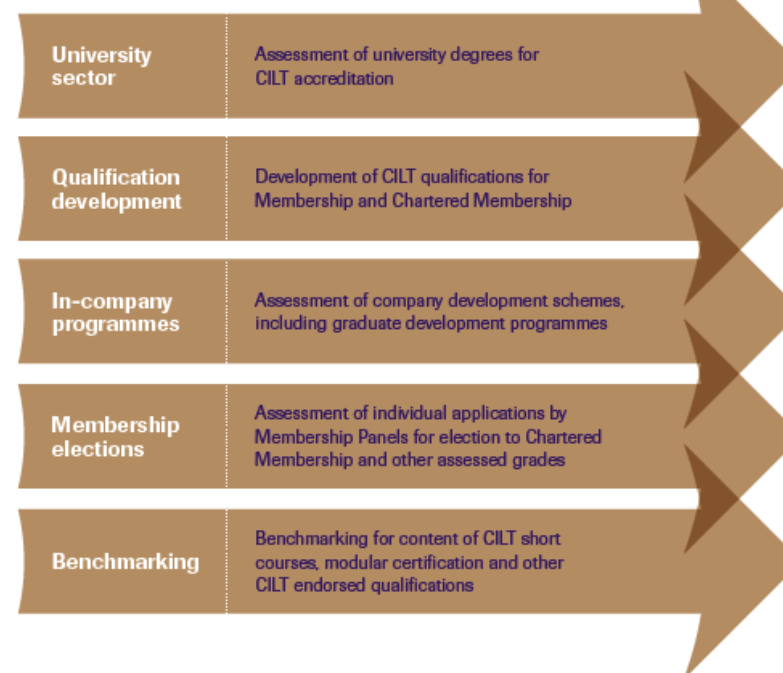 University
sector
Assessment of university degrees for
CILT accreditation
Qualification
development
Development of CILT qualifications for
Membership and Chartered Membership
In-company
programmes
Assessment of company development schemes,
including graduate development programmes
Membership
elections
Assessment of individual applications by
Membership Panels for election to Chartered
Membership and other assessed grades
Benchmarking
Benchmarking for content of CILT short
courses, modular certification and other
CILT endorsed qualifications